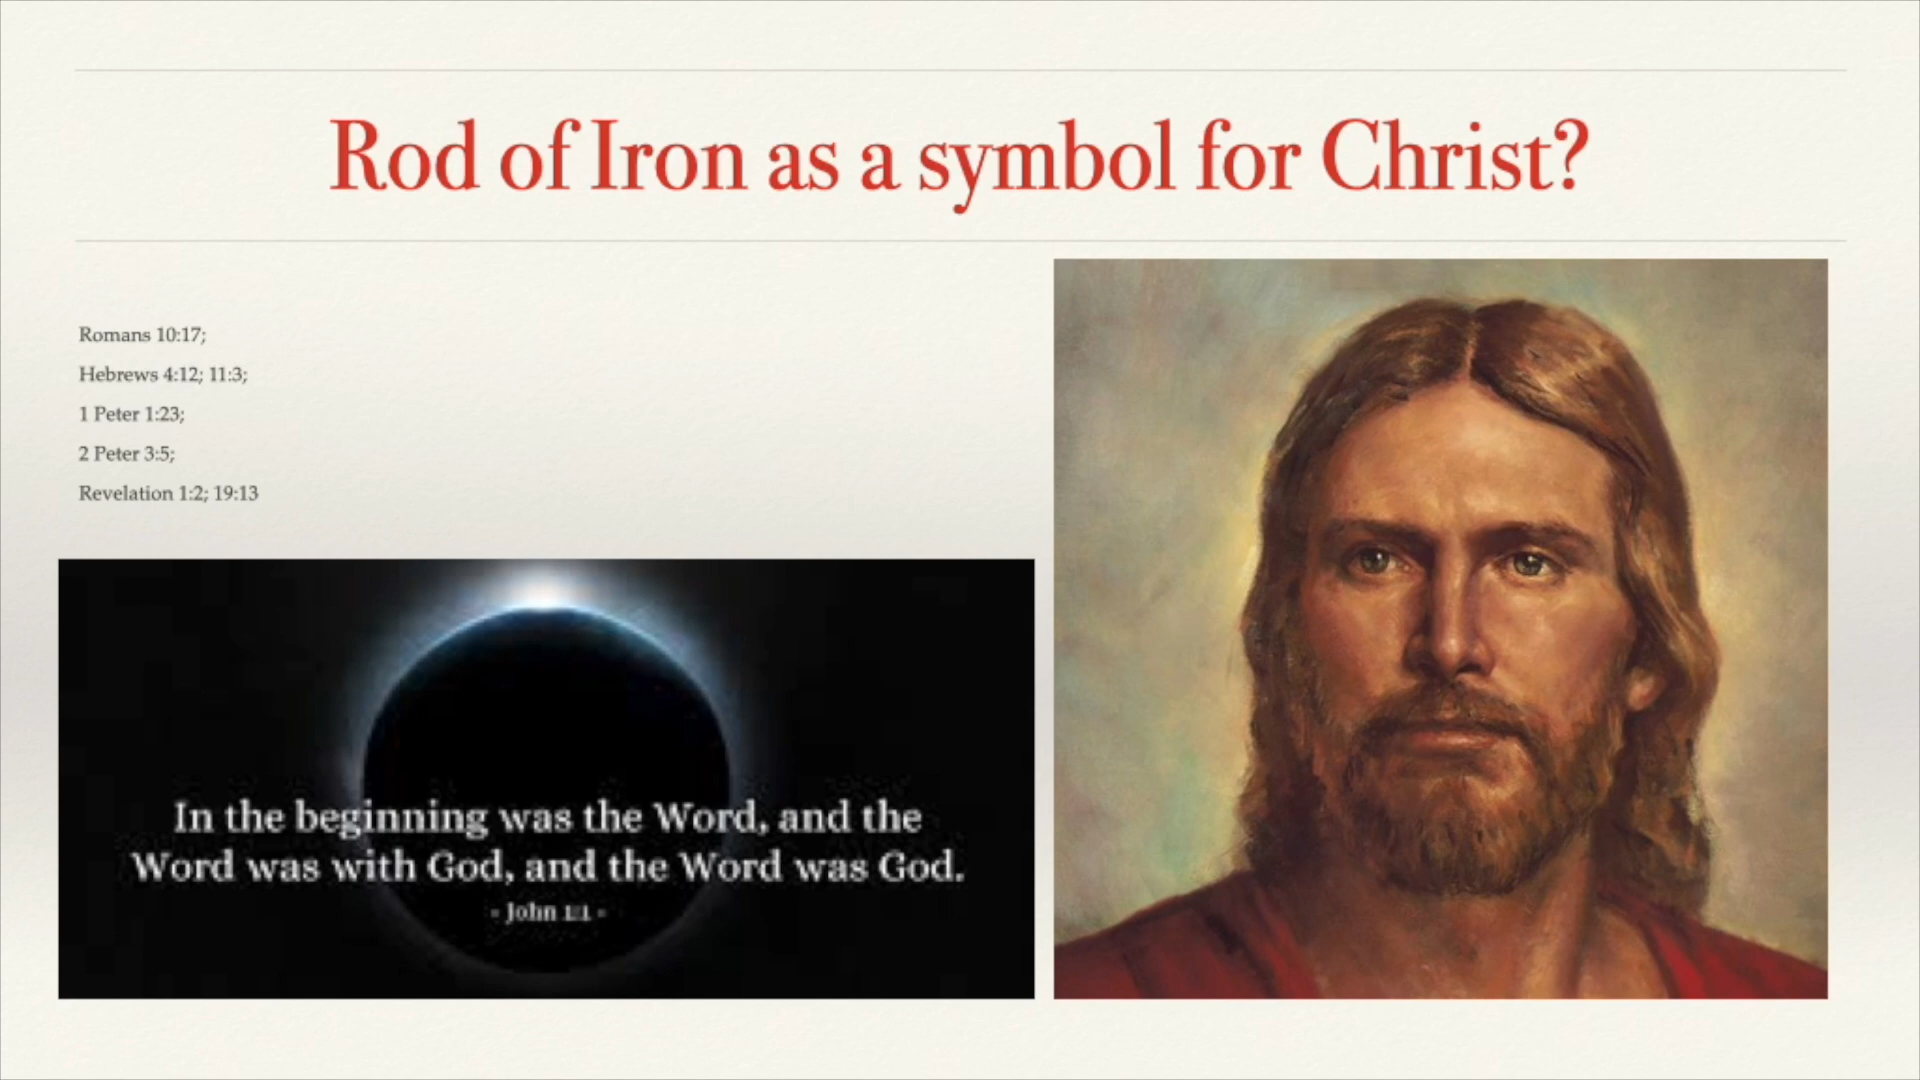 Rod of Iron as a symbol for Christ?
Romans 10:17;
Hebrews 4:12; 11:3;
1 Peter 1:23;
2 Peter 3:5;
Revelation 1:2; 19:13
In the beginning was the Word, and the
Word was with God, and the Word was God.
- John 1:1 -